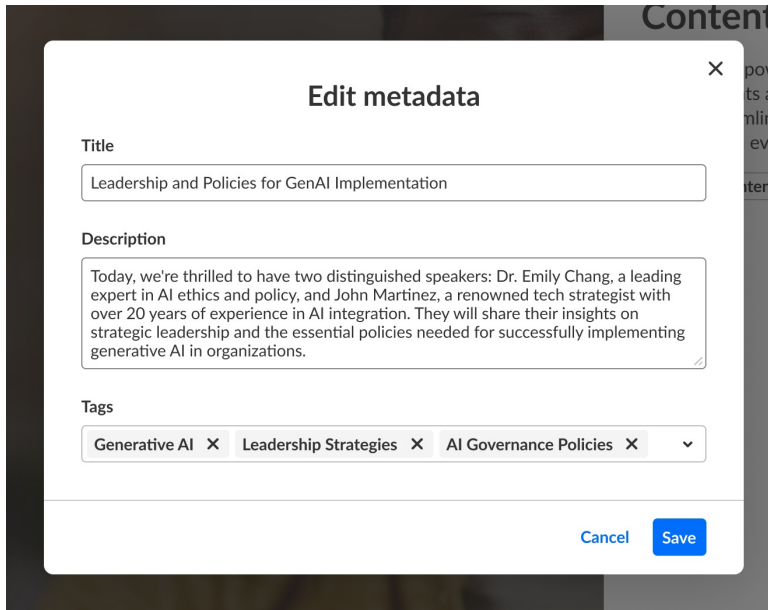 Content
Edit metadata
Title
Leadership and Policies for GenAI Implementation
Description
Today, we're thrilled to have two distinguished speakers: Dr. Emily Chang, a leading
expert in AI ethics and policy, and John Martinez, a renowned tech strategist with
over 20 years of experience in AI integration. They will share their insights on
strategic leadership and the essential policies needed for successfully implementing
generative AI in organizations.
Tags
Generative AI Leadership Strategies AI Governance Policies
Cancel Save